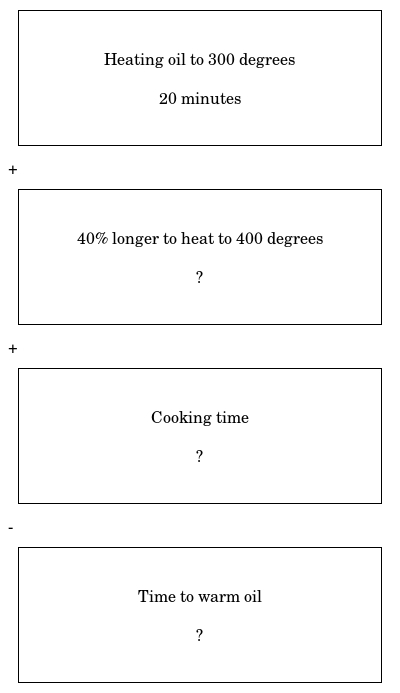 Heating oil to 300 degrees
20 minutes
+
40% longer to heat to 400 degrees
?
+
Cooking time
?
-
Time to warm oil
?